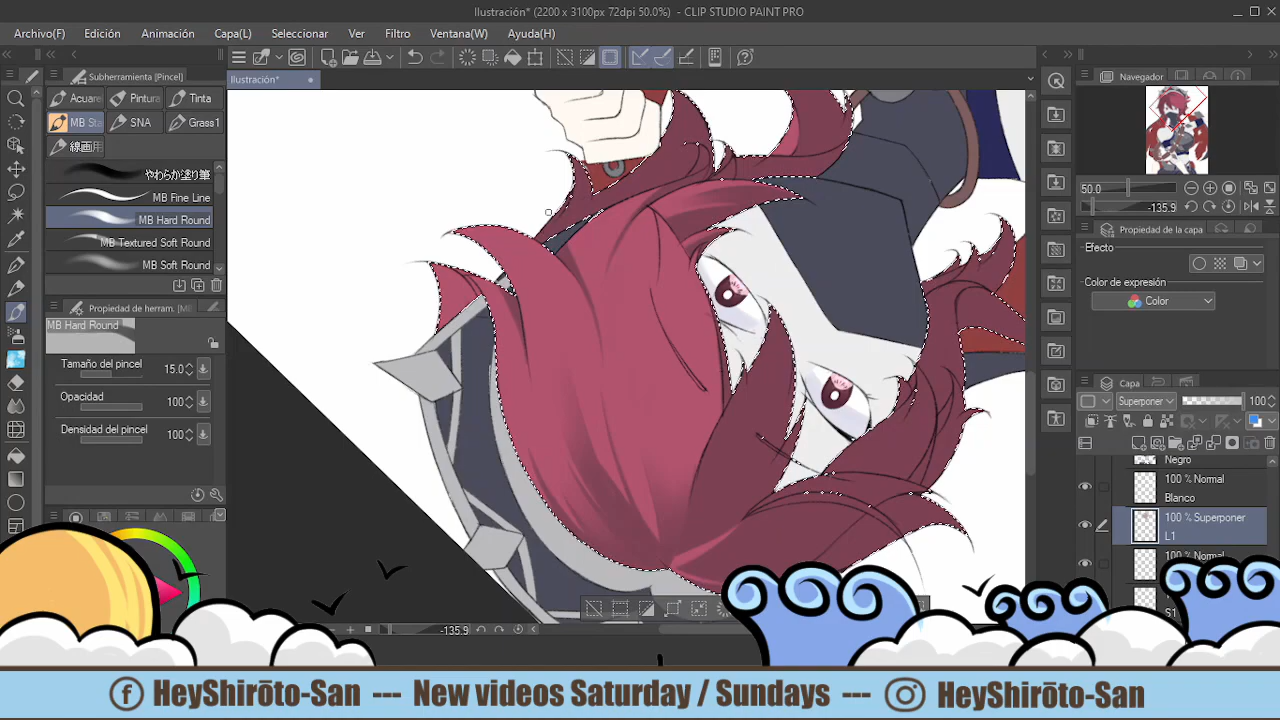 Ilustración* (2200 x 3100px 72dpi 50.0%) - CLIP STUDIO PAINT PRO
Archivo(F) Edición Animación Capa(L) Seleccionar Ver Filtro Ventana(W) Ayuda(H)
Subherramienta [Pincel]
Ilustración*
Navegador
Acuare Pintura Tinta
MB Sta SNA Grass1
線画用
やわらか塗り筆
MB Fine Line
MB Hard Round
MB Textured Soft Round
MB Soft Round
50.0
-135.9
Propiedad de la capa
Efecto
Color de expresión
Color
Propiedad de herram. [MB
MB Hard Round
Tamaño del pincel 15.0
Opacidad 100
Densidad del pincel 100
Capa
Superponer 100
Negro
100 % Normal
Blanco
100 % Superponer
L1
100 % Normal
S1
-135.9
HeyShirōto-San --- New videos Saturday / Sundays --- HeyShirōto-San